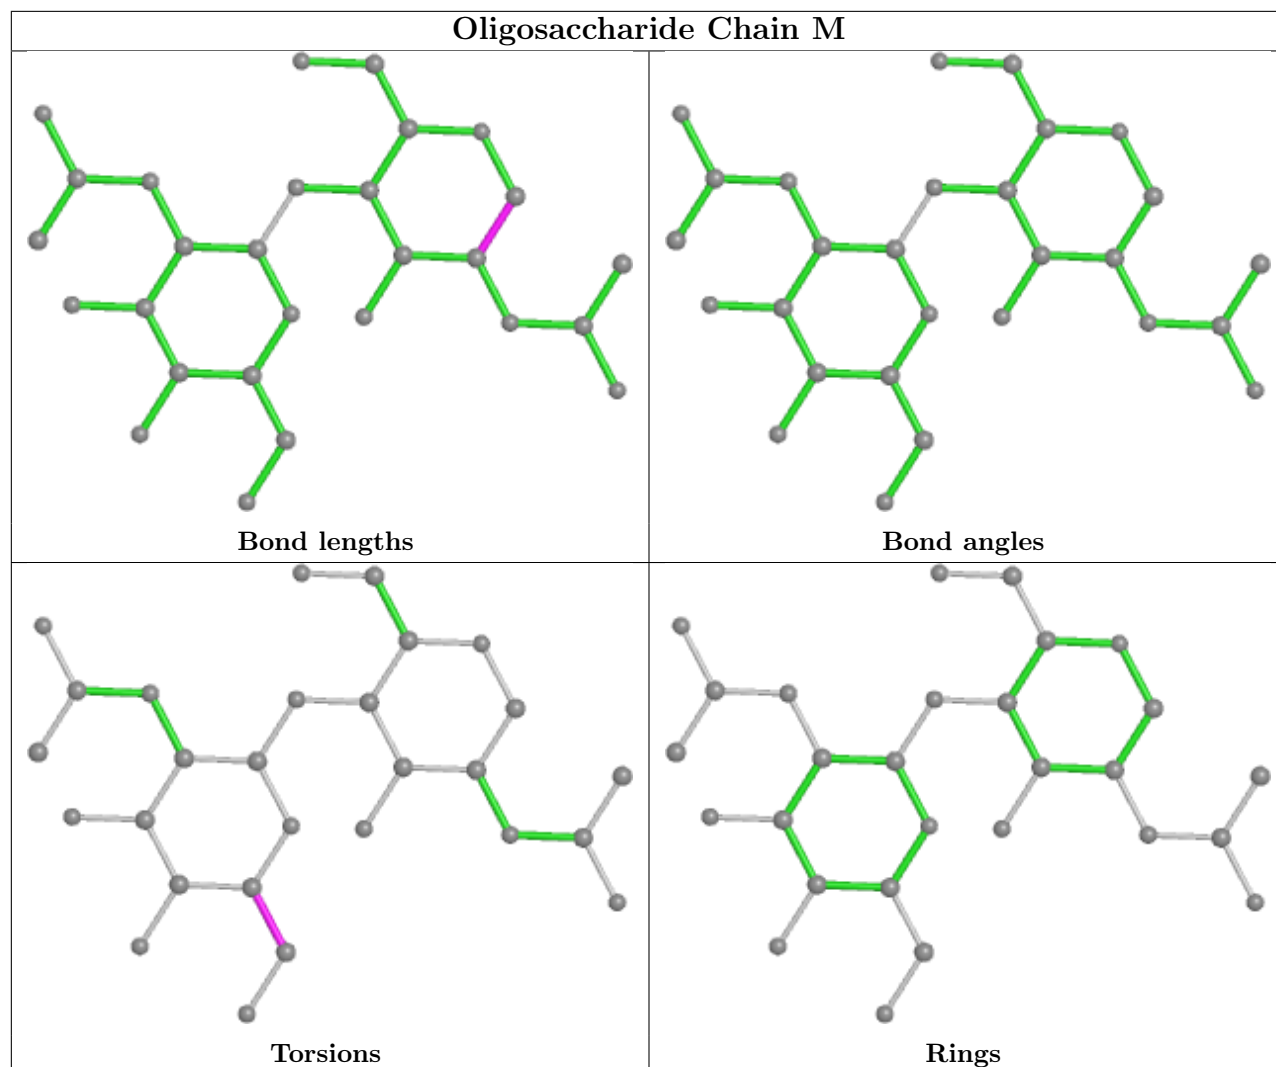 Oligosaccharide Chain M
Bond lengths
Bond angles
Torsions
Rings